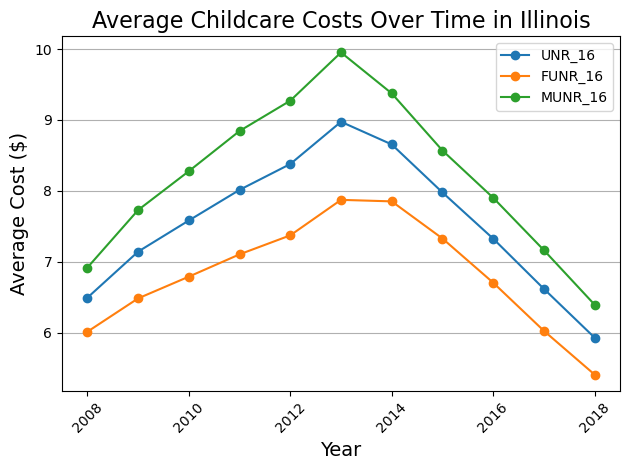 Average Childcare Costs Over Time in Illinois
UNR_16
FUNR_16
MUNR_16
Average Cost ($)
10
9
8
7
6
2008
2010
2012
2014
2016
2018
Year